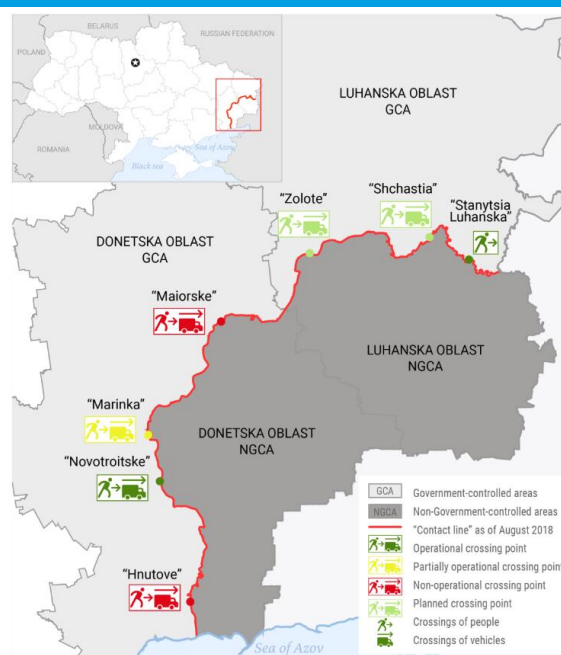 BELARUS
RUSSIAN FEDERATION
POLAND
MOLDOVA
ROMANIA
Sea of Azov
Black sea
LUHANSKA OBLAST
GCA
"Zolote"
"Shchastia"
"Stanytsia
Luhanska"
DONETSKA OBLAST
GCA
"Maiorske"
LUHANSKA OBLAST
NGCA
"Marinka"
DONETSKA OBLAST
NGCA
"Novotroitske"
"Hnutove"
Sea of Azov
GCA Government-controlled areas
NGCA Non-Government-controlled areas
"Contact line" as of August 2018
Operational crossing point
Partially operational crossing point
Non-operational crossing point
Planned crossing point
Crossings of people
Crossings of vehicles